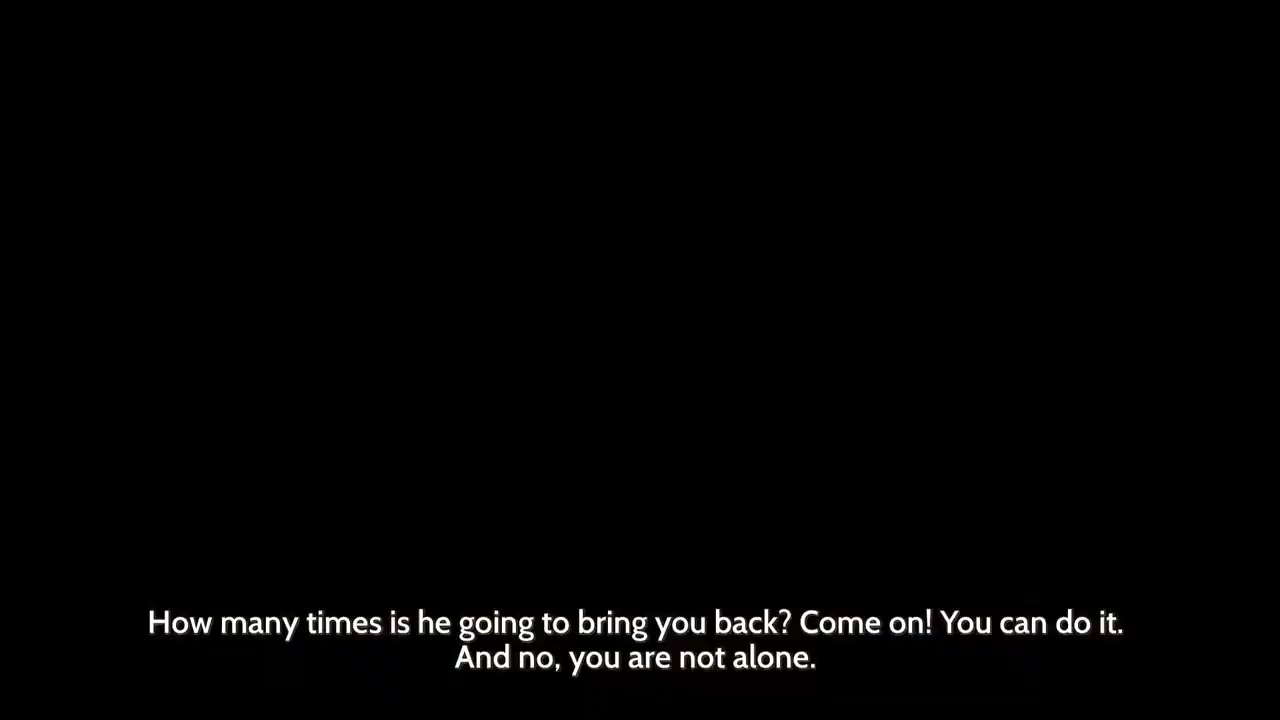 How many times is he going to bring you back? Come on! You can do it.
And no, you are not alone.